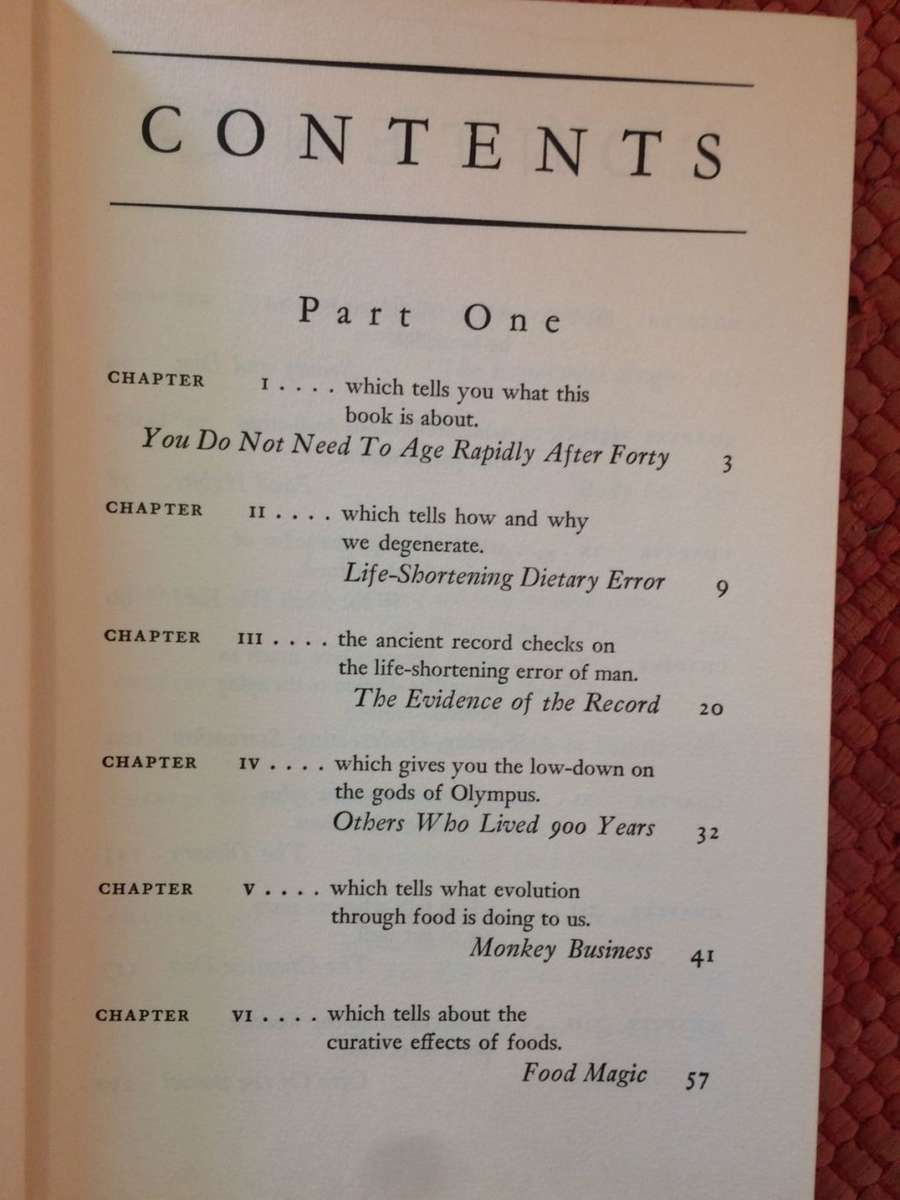 CONTENTS
Part One
CHAPTER I .... which tells you what this
book is about.
You Do Not Need To Age Rapidly After Forty 3
CHAPTER II .... which tells how and why
we degenerate.
Life-Shortening Dietary Error 9
CHAPTER III .... the ancient record checks on
the life-shortening error of man.
The Evidence of the Record 20
CHAPTER IV .... which gives you the low-down on
the gods of Olympus.
Others Who Lived 900 Years 32
CHAPTER V .... which tells what evolution
through food is doing to us.
Monkey Business 41
CHAPTER VI .... which tells about the
curative effects of foods.
Food Magic 57